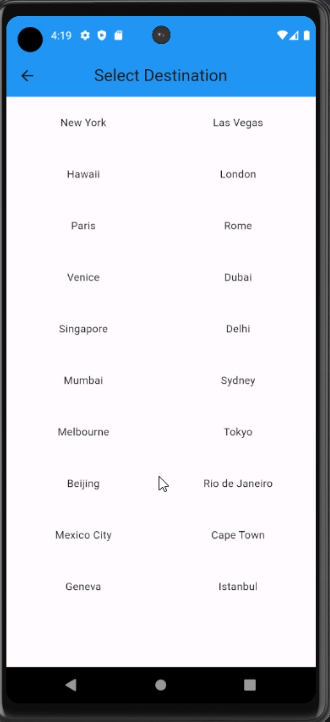 4:19
Select Destination
New York Las Vegas
Hawaii London
Paris Rome
Venice Dubai
Singapore Delhi
Mumbai Sydney
Melbourne Tokyo
Beijing Rio de Janeiro
Mexico City Cape Town
Geneva Istanbul